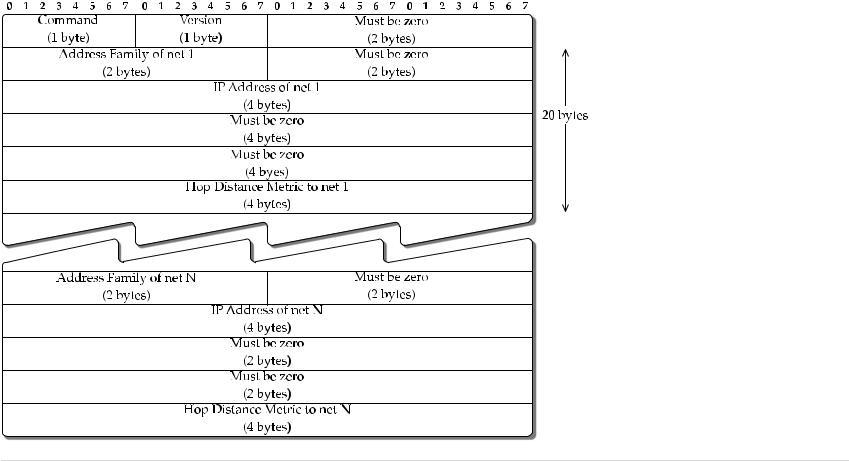 0 1 2 3 4 5 6 7 0 1 2 3 4 5 6 7 0 1 2 3 4 5 6 7 0 1 2 3 4 5 6 7
Command Version Must be zero
(1 byte) (1 byte) (2 bytes)
Address Family of net 1 Must be zero
(2 bytes) (2 bytes)
IP Address of net 1
(4 bytes)
Must be zero
(4 bytes)
20 bytes
Must be zero
(4 byes)
Hop Distance Metric to net 1
(4 bytes)
Address Family of net N Must be zero
(2 bytes) (2 bytes)
IP Address of net N
(4 bytes)
Must be zero
(2 bytes)
Must be zero
(2 bytes)
Hop Distance Metric to net N
(4 bytes)